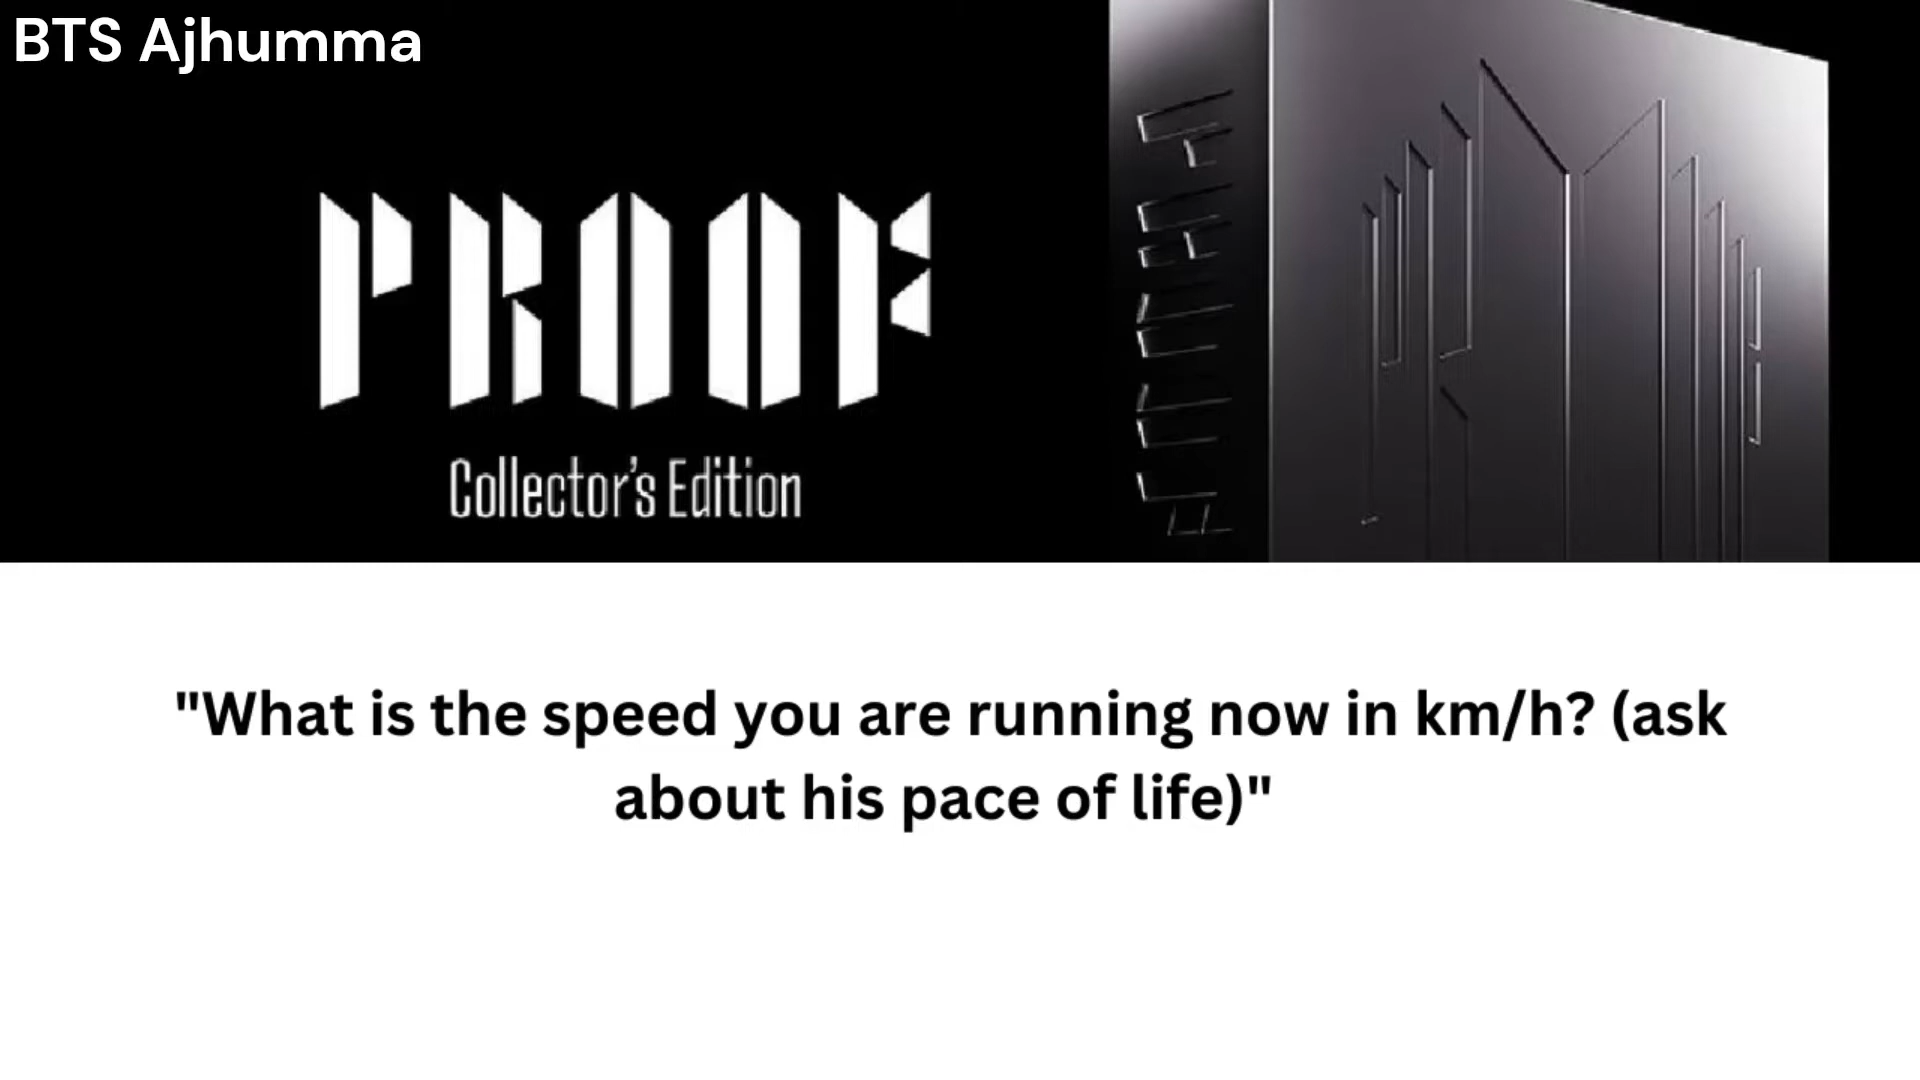 BTS Ajhumma
PROOF
Collector's Edition
"What is the speed you are running now in km/h? (ask
about his pace of life)"